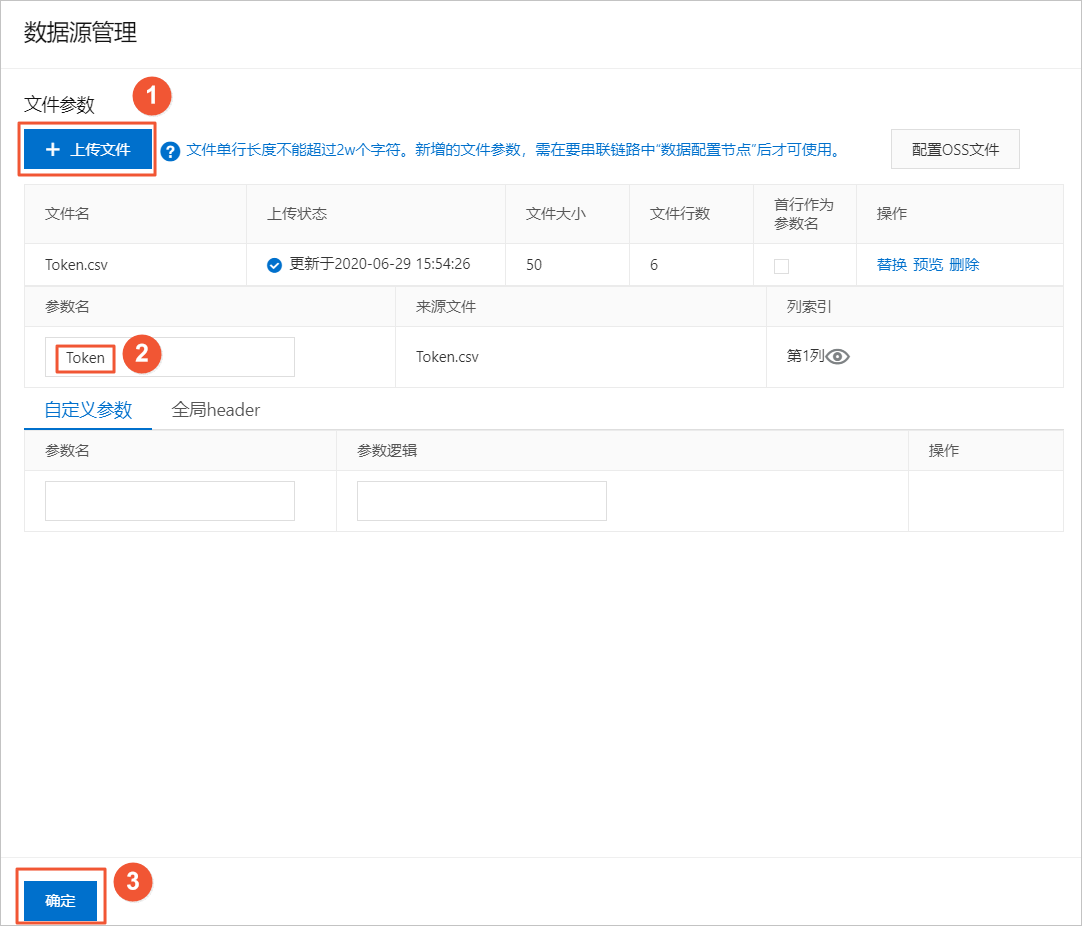 数据源管理
文件参数
1
+ 上传文件
? 文件单行长度不能超过2w个字符。新增的文件参数，需在要串联链路中“数据配置节点”后才可使用。
配置OSS文件
文件名 上传状态 文件大小 文件行数 首行作为
参数名 操作
Token.csv 更新于2020-06-29 15:54:26 50 6 替换 预览 删除
参数名 来源文件 列索引
Token 2 Token.csv 第1列
自定义参数 全局header
参数名 参数逻辑 操作
3
确定